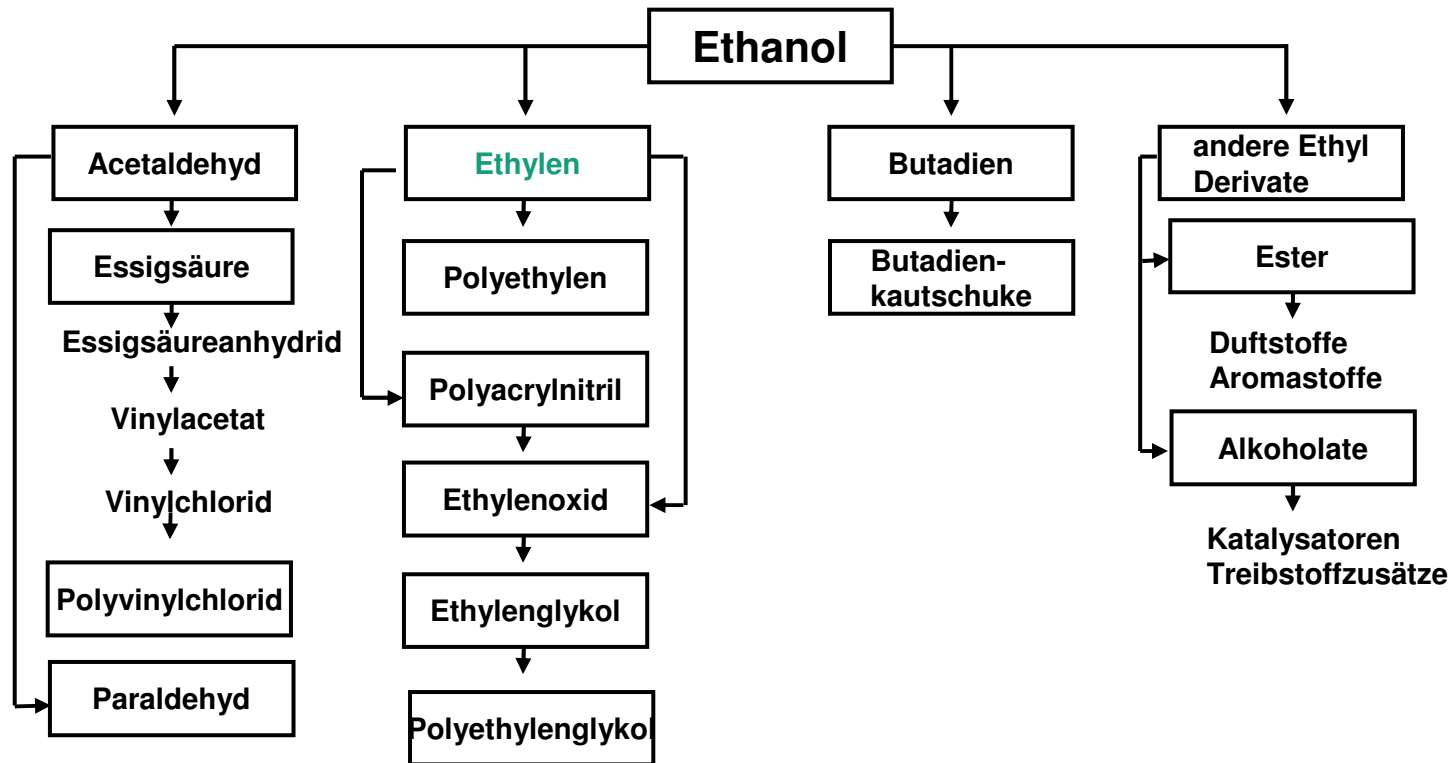 Ethanol
Acetaldehyd
Ethylen
Butadien
andere Ethyl
Derivate
Essigsäure
Polyethylen
Butadien-
kautschuke
Ester
Essigsäureanhydrid
Duftstoffe
Aromastoffe
Polyacrylnitril
Vinylacetat
Alkoholate
Vinylchlorid
Ethylenoxid
Katalysatoren
Treibstoffzusätze
Polyvinylchlorid
Ethylenglykol
Paraldehyd
Polyethylenglykol